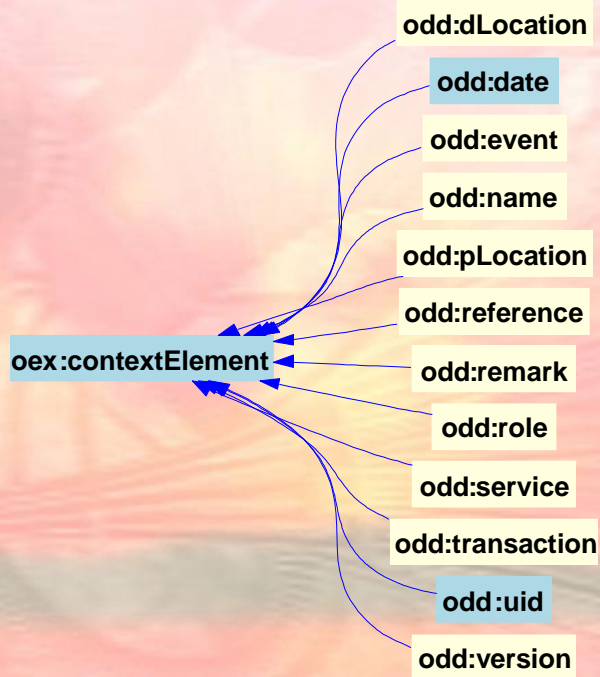 odd:dLocation
odd:date
odd:event
odd:name
odd:pLocation
odd:reference
oex:contextElement
odd:remark
odd:role
odd:service
odd:transaction
odd:uid
odd:version